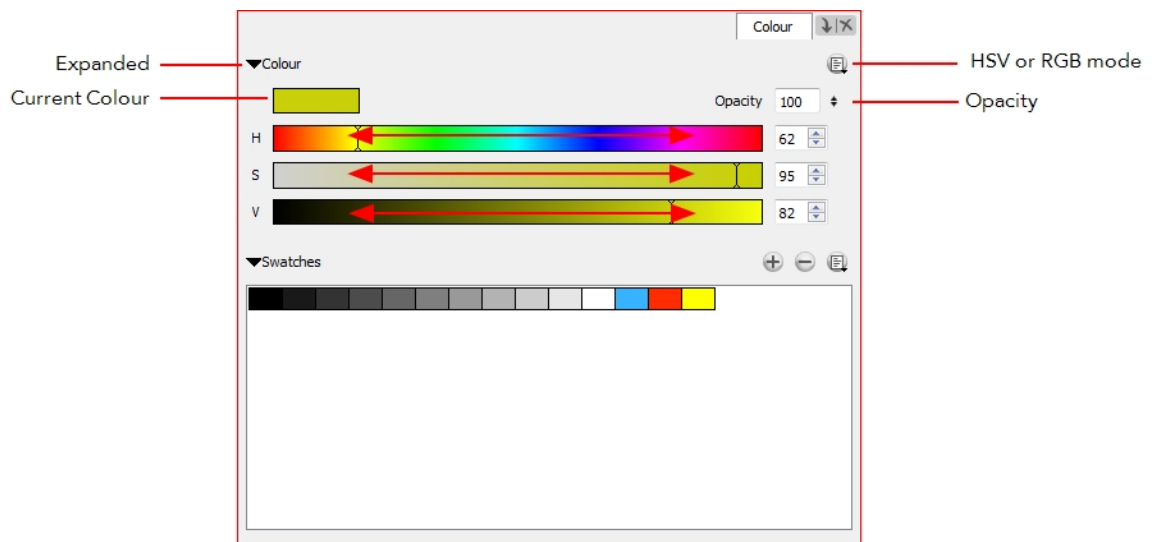 Colour
Expanded
Colour
HSV or RGB mode
Current Colour
Opacity 100
Opacity
H 62
S 95
V 82
Swatches